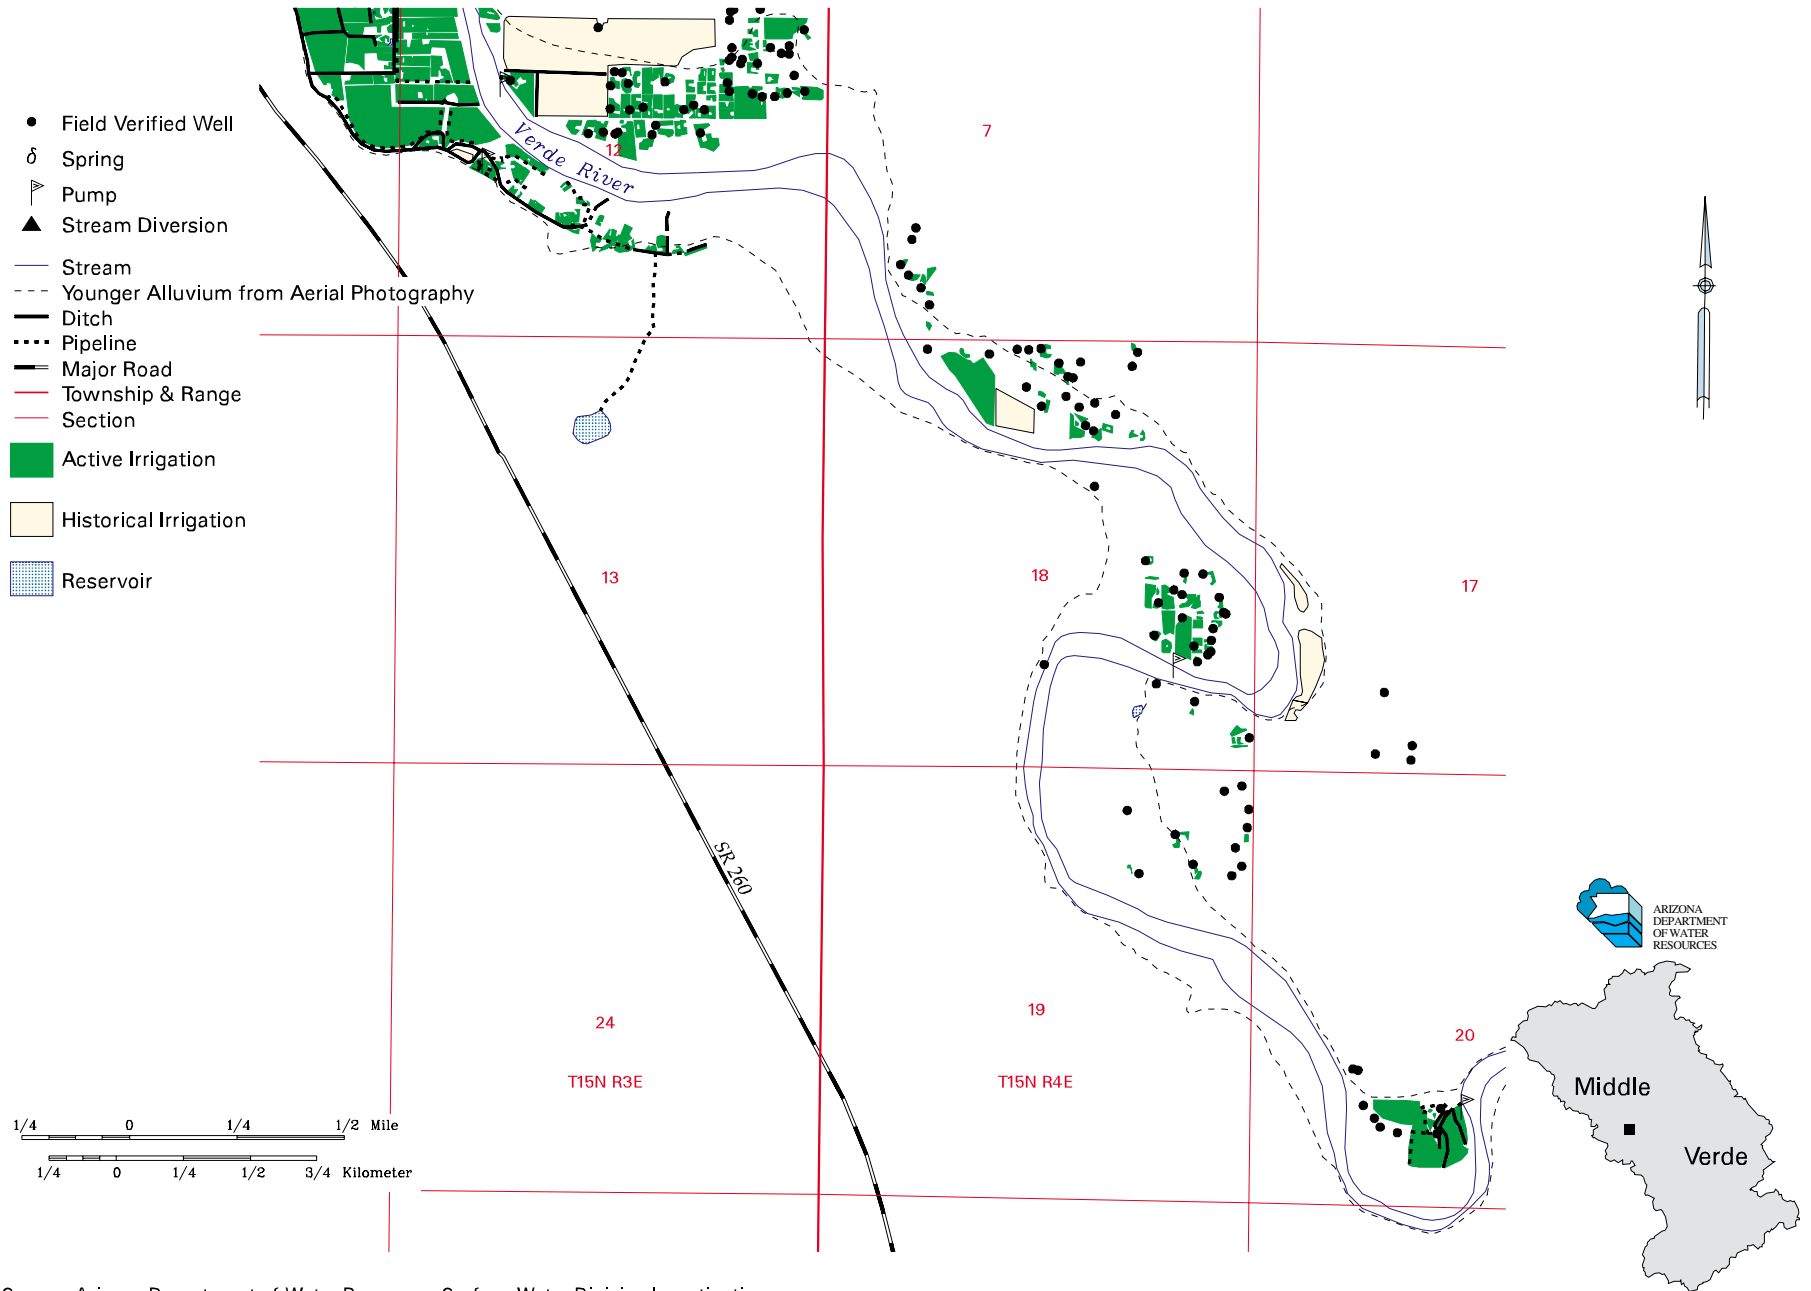 Field Verified Well
Spring
Pump
Stream Diversion
Stream
Younger Alluvium from Aerial Photography
Ditch
Pipeline
Major Road
Township & Range
Section
Active Irrigation
Historical Irrigation
Reservoir
Verde River
12
7
13
18
17
SR 260
24
19
20
T15N R3E
T15N R4E
ARIZONA
DEPARTMENT
OF WATER
RESOURCES
Middle
Verde
1/4 0 1/4 1/2 Mile
1/4 0 1/4 1/2 3/4 Kilometer